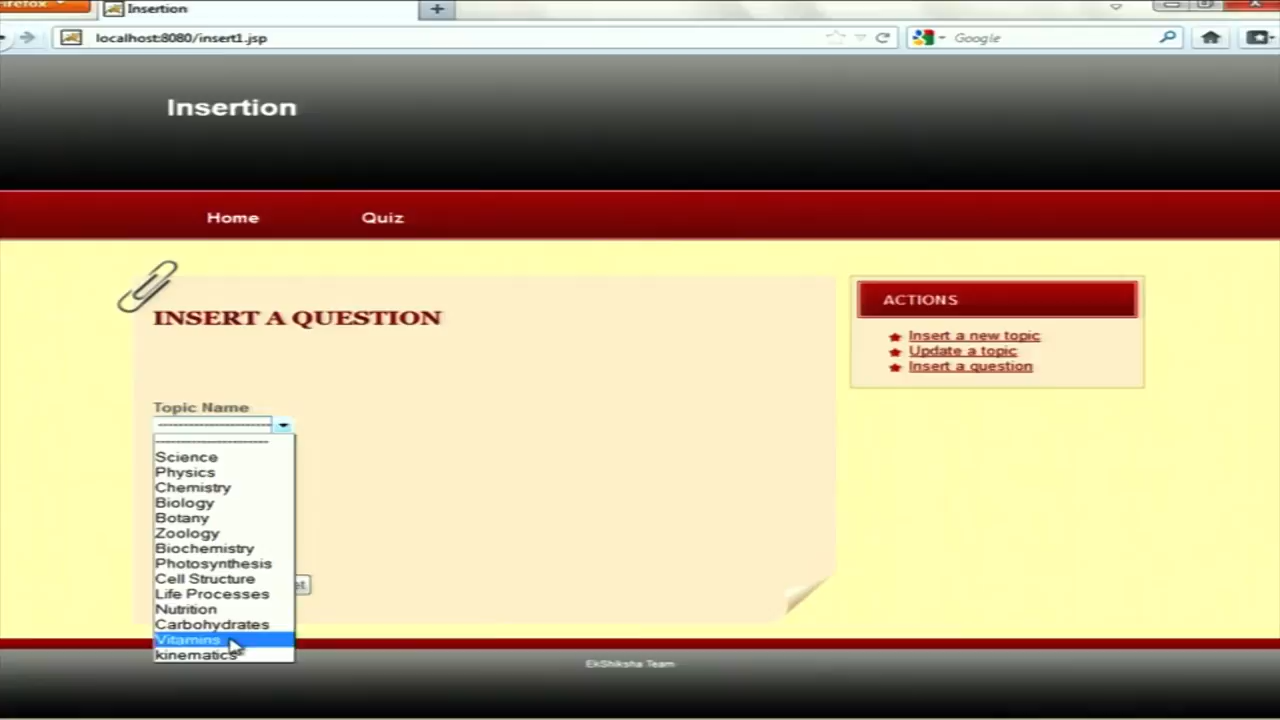 Insertion
localhost:8080/insert1.jsp
Google
Insertion
Home
Quiz
INSERT A QUESTION
ACTIONS
Insert a new topic
Update a topic
Insert a question
Topic Name
----------------------
----------------------
Science
Physics
Chemistry
Biology
Botany
Zoology
Biochemistry
Photosynthesis
Cell Structure
Life Processes
Nutrition
Carbohydrates
Vitamins
kinematics
EkShiksha Team